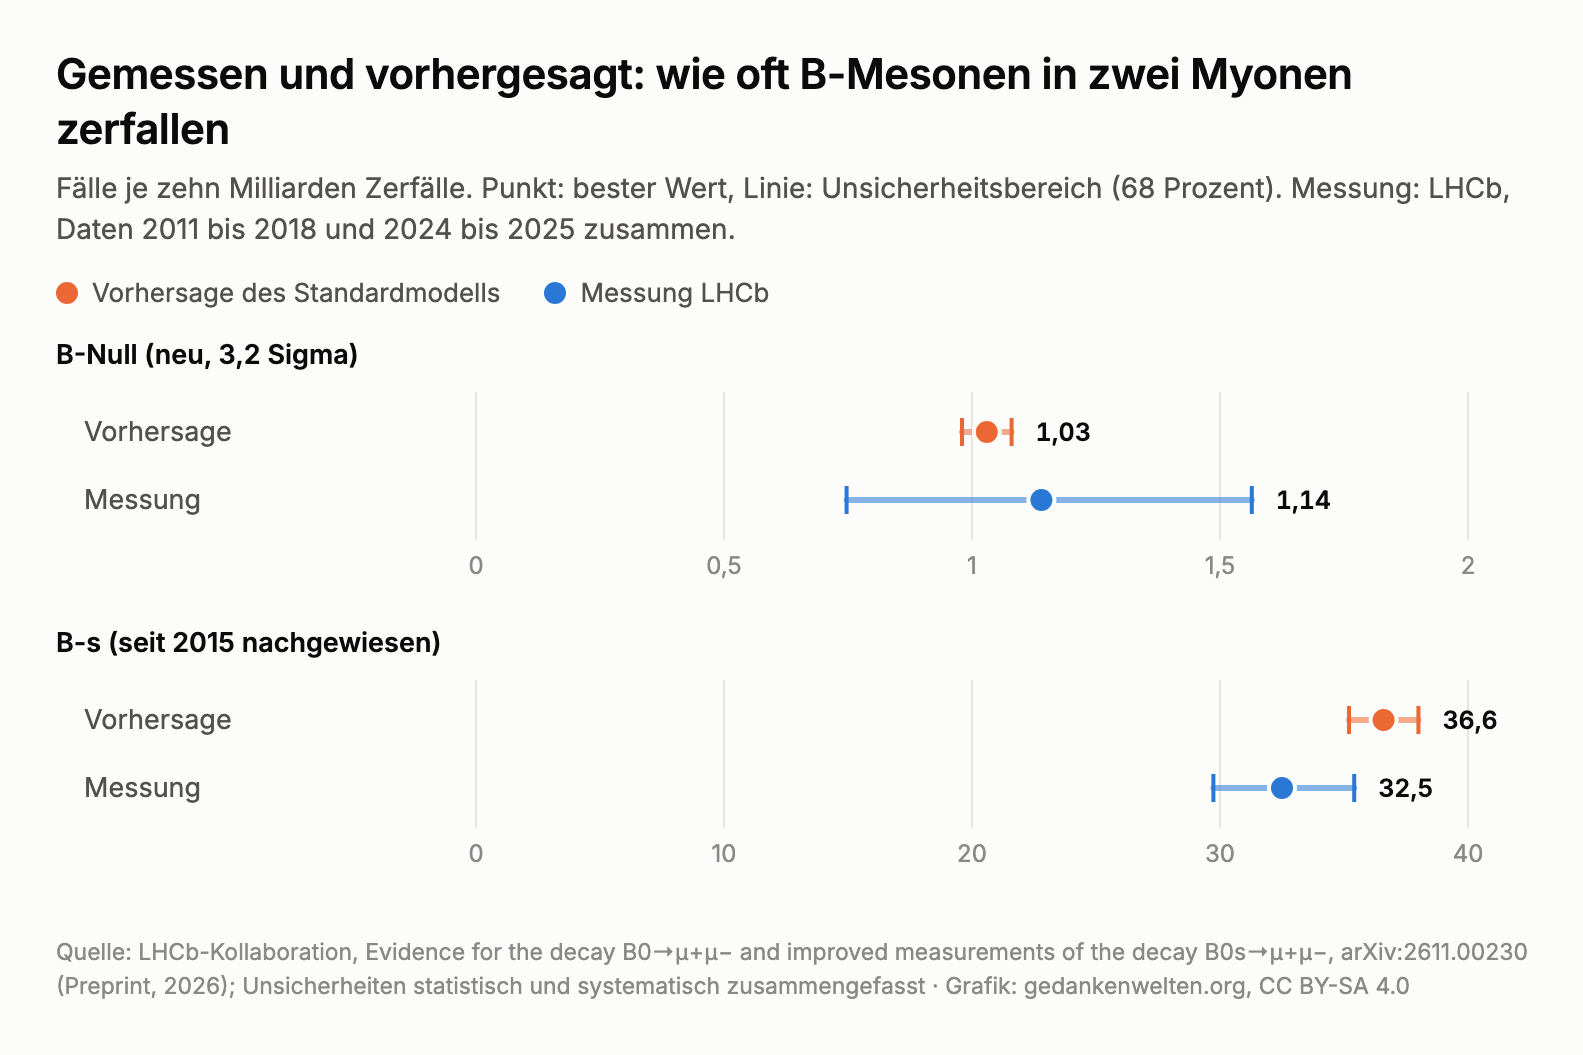 Gemessen und vorhergesagt: wie oft B-Mesonen in zwei Myonen
zerfallen
Fälle je zehn Milliarden Zerfälle. Punkt: bester Wert, Linie: Unsicherheitsbereich (68 Prozent). Messung: LHCb,
Daten 2011 bis 2018 und 2024 bis 2025 zusammen.
Vorhersage des Standardmodells Messung LHCb
B-Null (neu, 3,2 Sigma)
Vorhersage 1,03
Messung 1,14
0 0,5 1 1,5 2
B-s (seit 2015 nachgewiesen)
Vorhersage 36,6
Messung 32,5
0 10 20 30 40
Quelle: LHCb-Kollaboration, Evidence for the decay B0→μ+μ− and improved measurements of the decay B0s→μ+μ−, arXiv:2611.00230
(Preprint, 2026); Unsicherheiten statistisch und systematisch zusammengefasst · Grafik: gedankenwelten.org, CC BY-SA 4.0